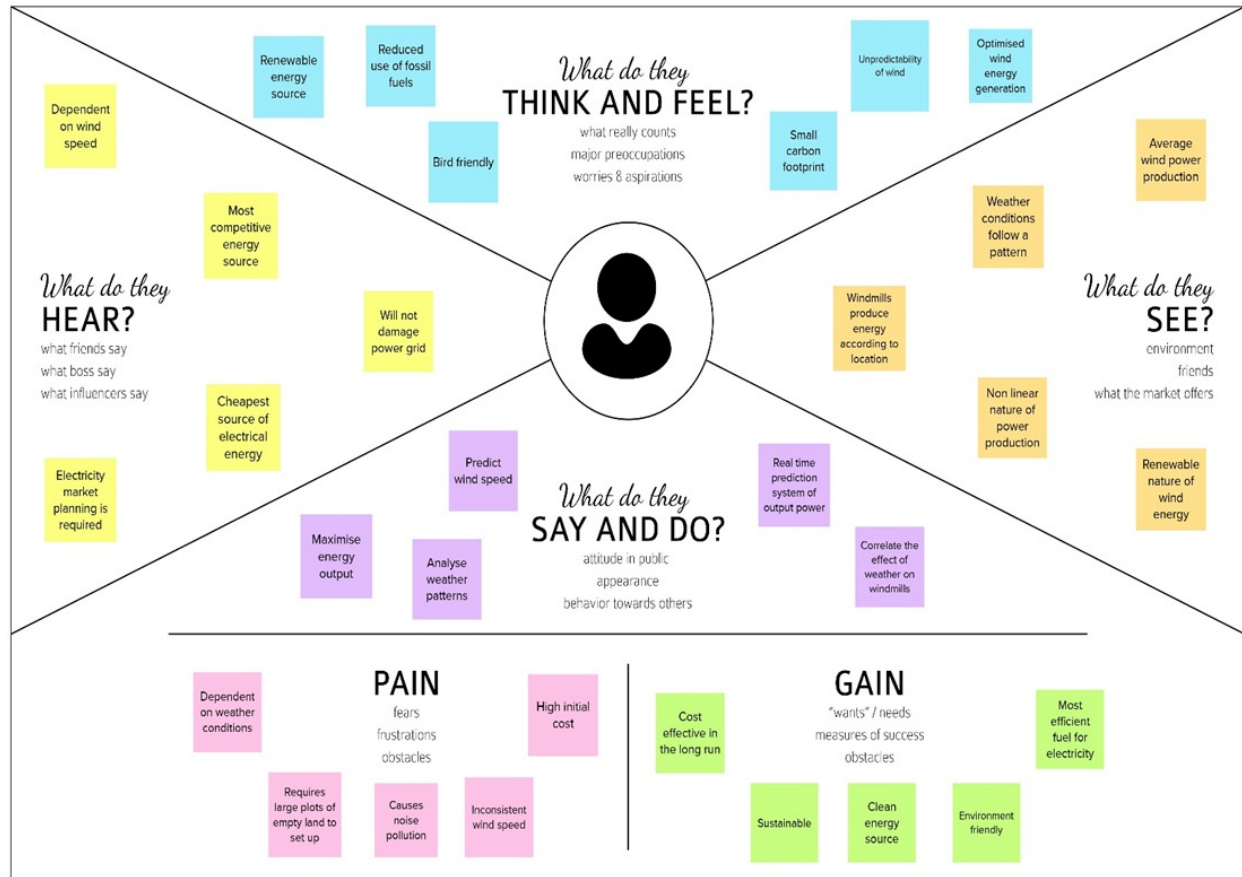 What do they
THINK AND FEEL?
what really counts
major preoccupations
worries & aspirations
Renewable
energy
source
Reduced
use of fossil
fuels
Bird friendly
Unpredictability
of wind
Optimised
wind
energy
generation
Small
carbon
footprint
What do they
HEAR?
what friends say
what boss say
what influencers say
Dependent
on wind
speed
Most
competitive
energy
source
Will not
damage
power grid
Cheapest
source of
electrical
energy
Electricity
market
planning is
required
What do they
SEE?
environment
friends
what the market offers
Average
wind power
production
Weather
conditions
follow a
pattern
Windmills
produce
energy
according to
location
Non linear
nature of
power
production
Renewable
nature of
wind
energy
What do they
SAY AND DO?
attitude in public
appearance
behavior towards others
Predict
wind speed
Maximise
energy
output
Analyse
weather
patterns
Real time
prediction
system of
output power
Correlate the
effect of
weather on
windmills
PAIN
fears
frustrations
obstacles
Dependent
on weather
conditions
High initial
cost
Requires
large plots of
empty land to
set up
Causes
noise
pollution
Inconsistent
wind speed
GAIN
"wants" / needs
measures of success
obstacles
Cost
effective in
the long run
Most
efficient
fuel for
electricity
Sustainable
Clean
energy
source
Environment
friendly